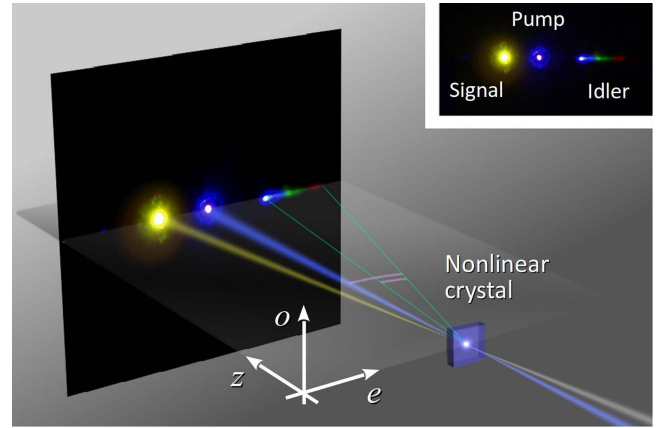 Pump
Signal
Idler
Nonlinear
crystal
o
z
e